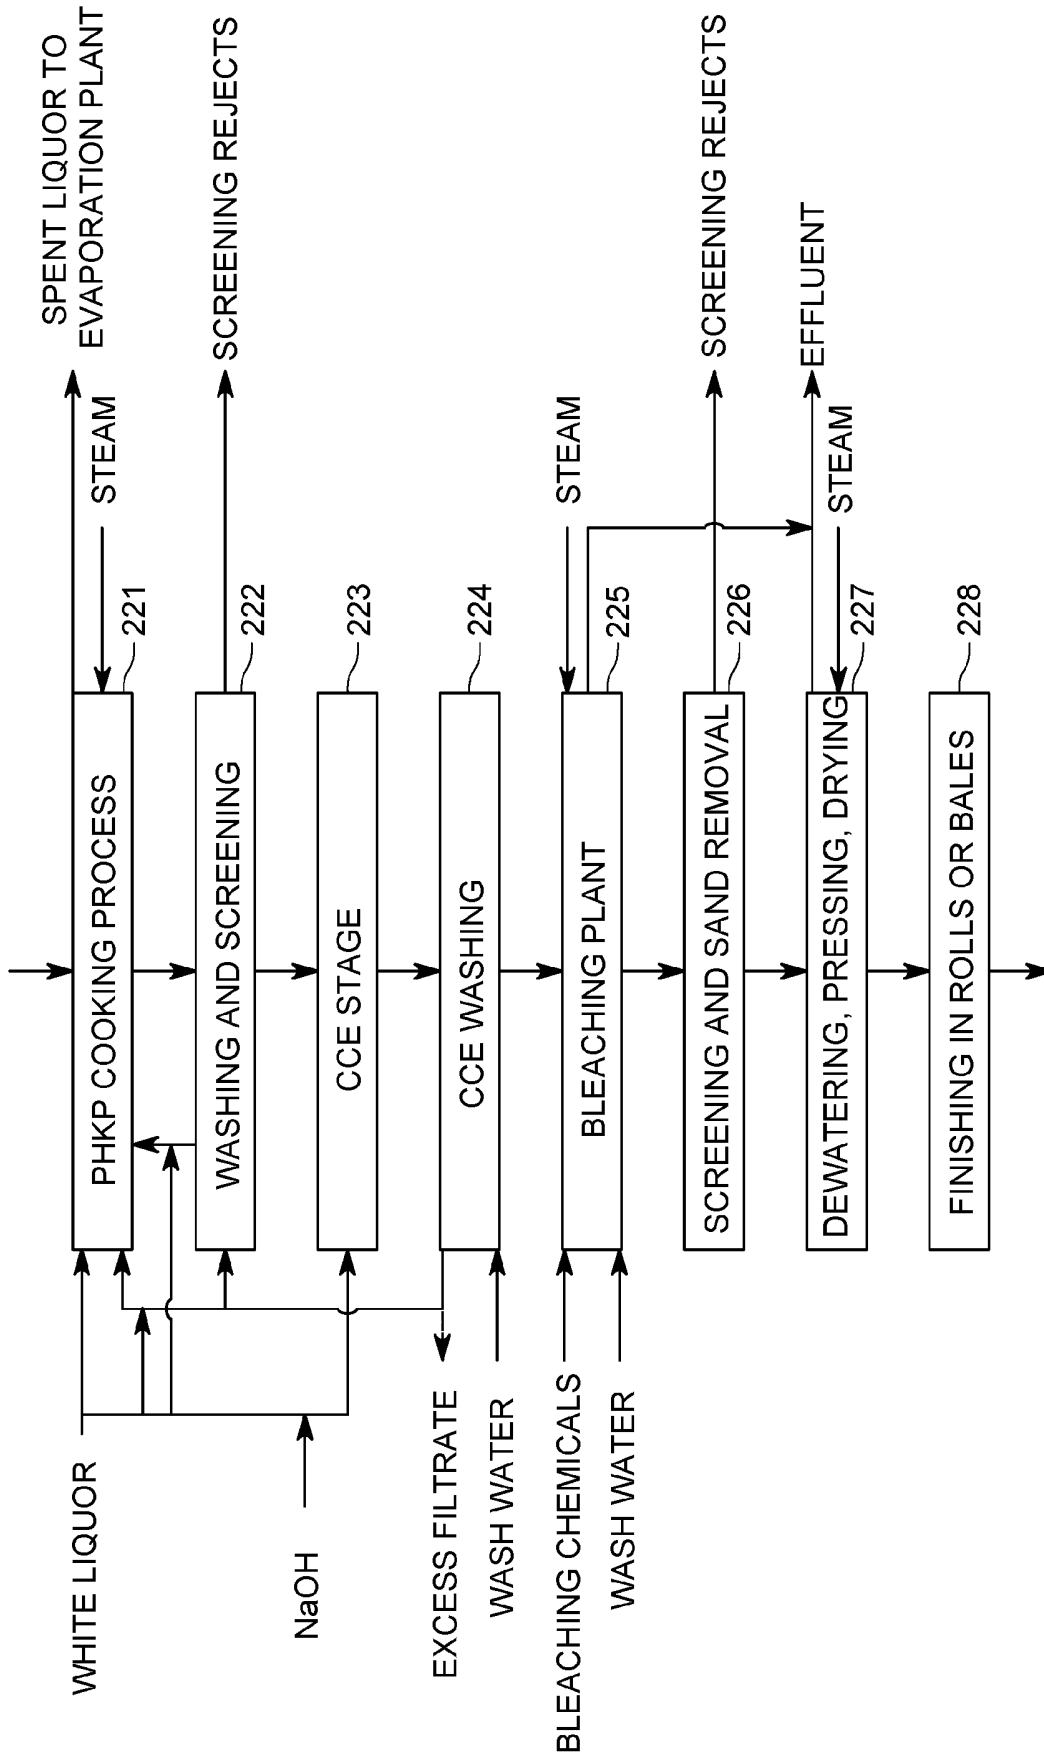 SPENT LIQUOR TO
EVAPORATION PLANT
STEAM
221
PHKP COOKING PROCESS
WHITE LIQUOR
SCREENING REJECTS
222
WASHING AND SCREENING
NaOH
223
CCE STAGE
224
CCE WASHING
EXCESS FILTRATE
WASH WATER
STEAM
225
BLEACHING PLANT
BLEACHING CHEMICALS
WASH WATER
SCREENING REJECTS
226
SCREENING AND SAND REMOVAL
EFFLUENT
STEAM
227
DEWATERING, PRESSING, DRYING
228
FINISHING IN ROLLS OR BALES